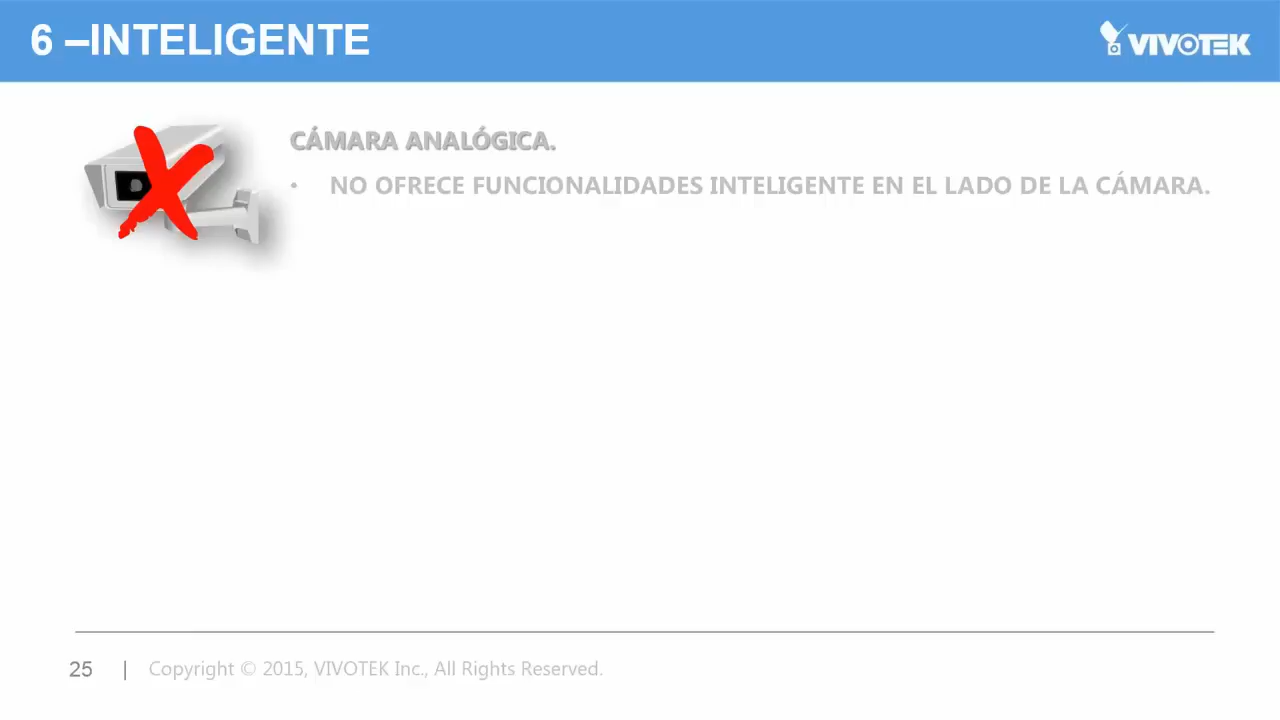 6 –INTELIGENTE
VIVOTEK
CÁMARA ANALÓGICA.
• NO OFRECE FUNCIONALIDADES INTELIGENTE EN EL LADO DE LA CÁMARA.
25 | Copyright © 2015, VIVOTEK Inc., All Rights Reserved.